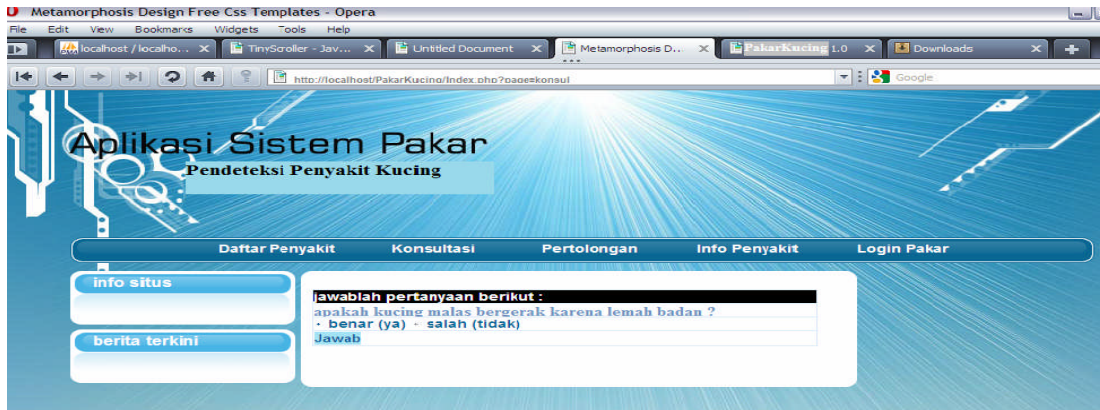 Metamorphosis Design Free Css Templates - Opera
File Edit View Bookmarks Widgets Tools Help
localhost / localho... TinyScroller - Jav... Untitled Document Metamorphosis D... PakarKucing 1.0 Downloads
http://localhost/PakarKucing/Index.php?page=konsul Google
Aplikasi Sistem Pakar
Pendeteksi Penyakit Kucing
Daftar Penyakit Konsultasi Pertolongan Info Penyakit Login Pakar
info situs
jawablah pertanyaan berikut :
apakah kucing malas bergerak karena lemah badan ?
benar (ya) salah (tidak)
berita terkini
Jawab